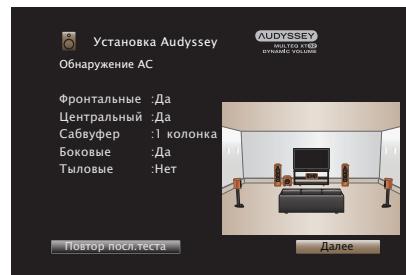 Установка Audyssey
AUDYSSEY
MULTEQ XT32
DYNAMIC VOLUME
Обнаружение АС
Фронтальные :Да
Центральный :Да
Сабвуфер :1 колонка
Боковые :Да
Тыловые :Нет
Повтор посл.теста
Далее